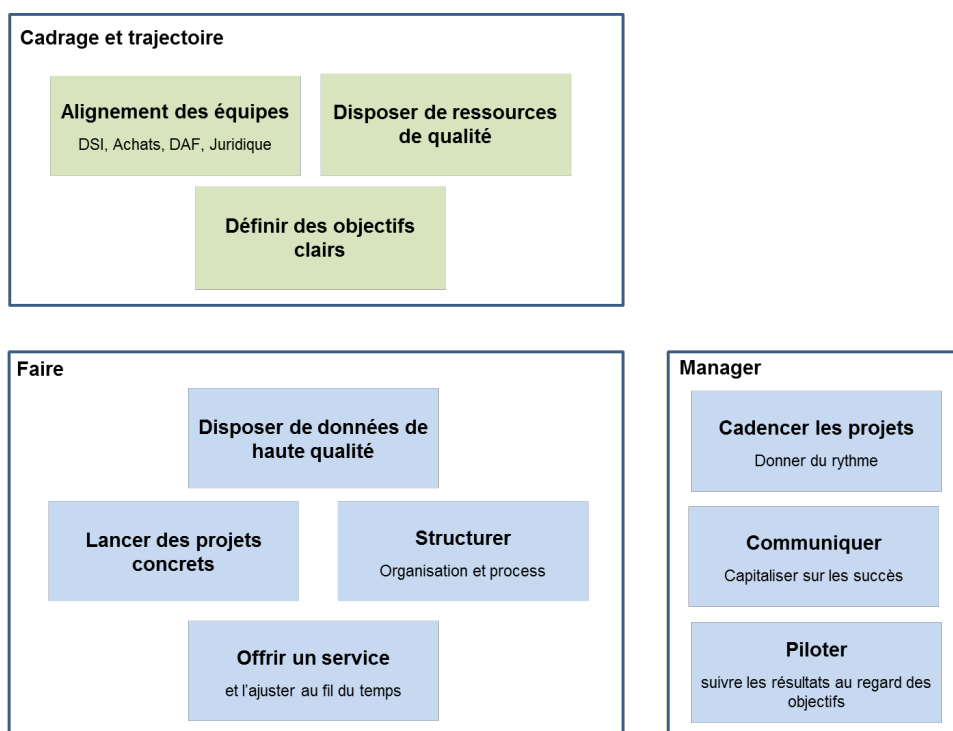 Cadrage et trajectoire
Alignement des équipes
DSI, Achats, DAF, Juridique
Disposer de ressources
de qualité
Définir des objectifs
clairs
Faire
Disposer de données de
haute qualité
Lancer des projets
concrets
Structurer
Organisation et process
Offrir un service
et l'ajuster au fil du temps
Manager
Cadencer les projets
Donner du rythme
Communiquer
Capitaliser sur les succès
Piloter
suivre les résultats au regard des
objectifs